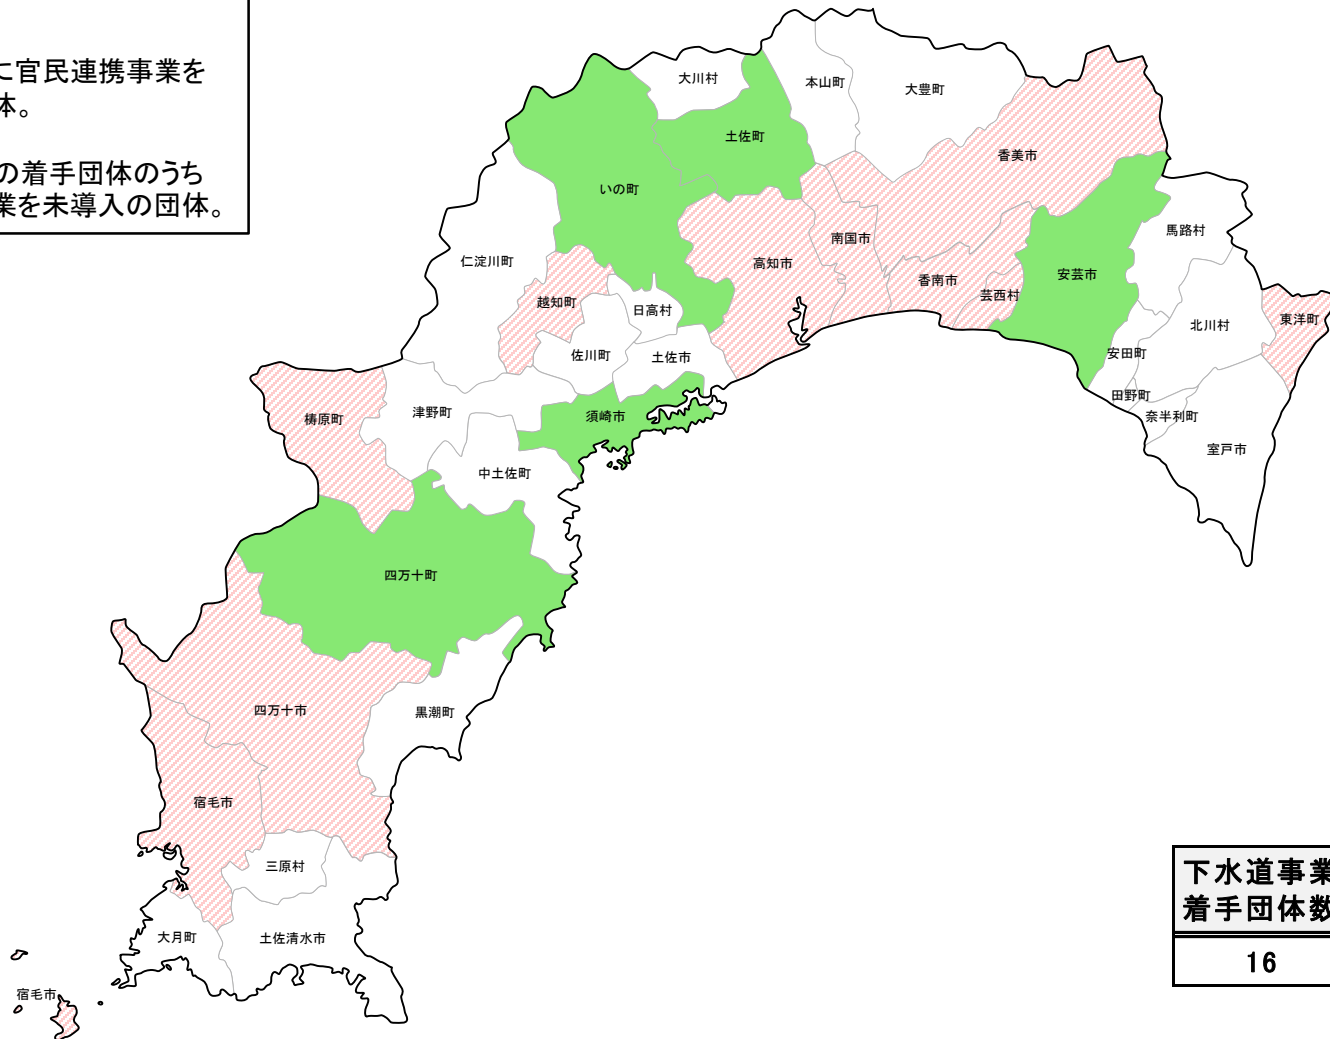 に官民連携事業を
体。
の着手団体のうち
業を未導入の団体。
大川村
本山町
大豊町
土佐町
香美市
いの町
馬路村
南国市
仁淀川町
高知市
安芸市
香南市
芸西村
越知町
日高村
東洋町
北川村
佐川町
土佐市
安田町
田野町
津野町
須崎市
奈半利町
梼原町
室戸市
中土佐町
四万十町
四万十市
黒潮町
宿毛市
三原村
下水道事業
着手団体数
大月町
土佐清水市
16
宿毛市